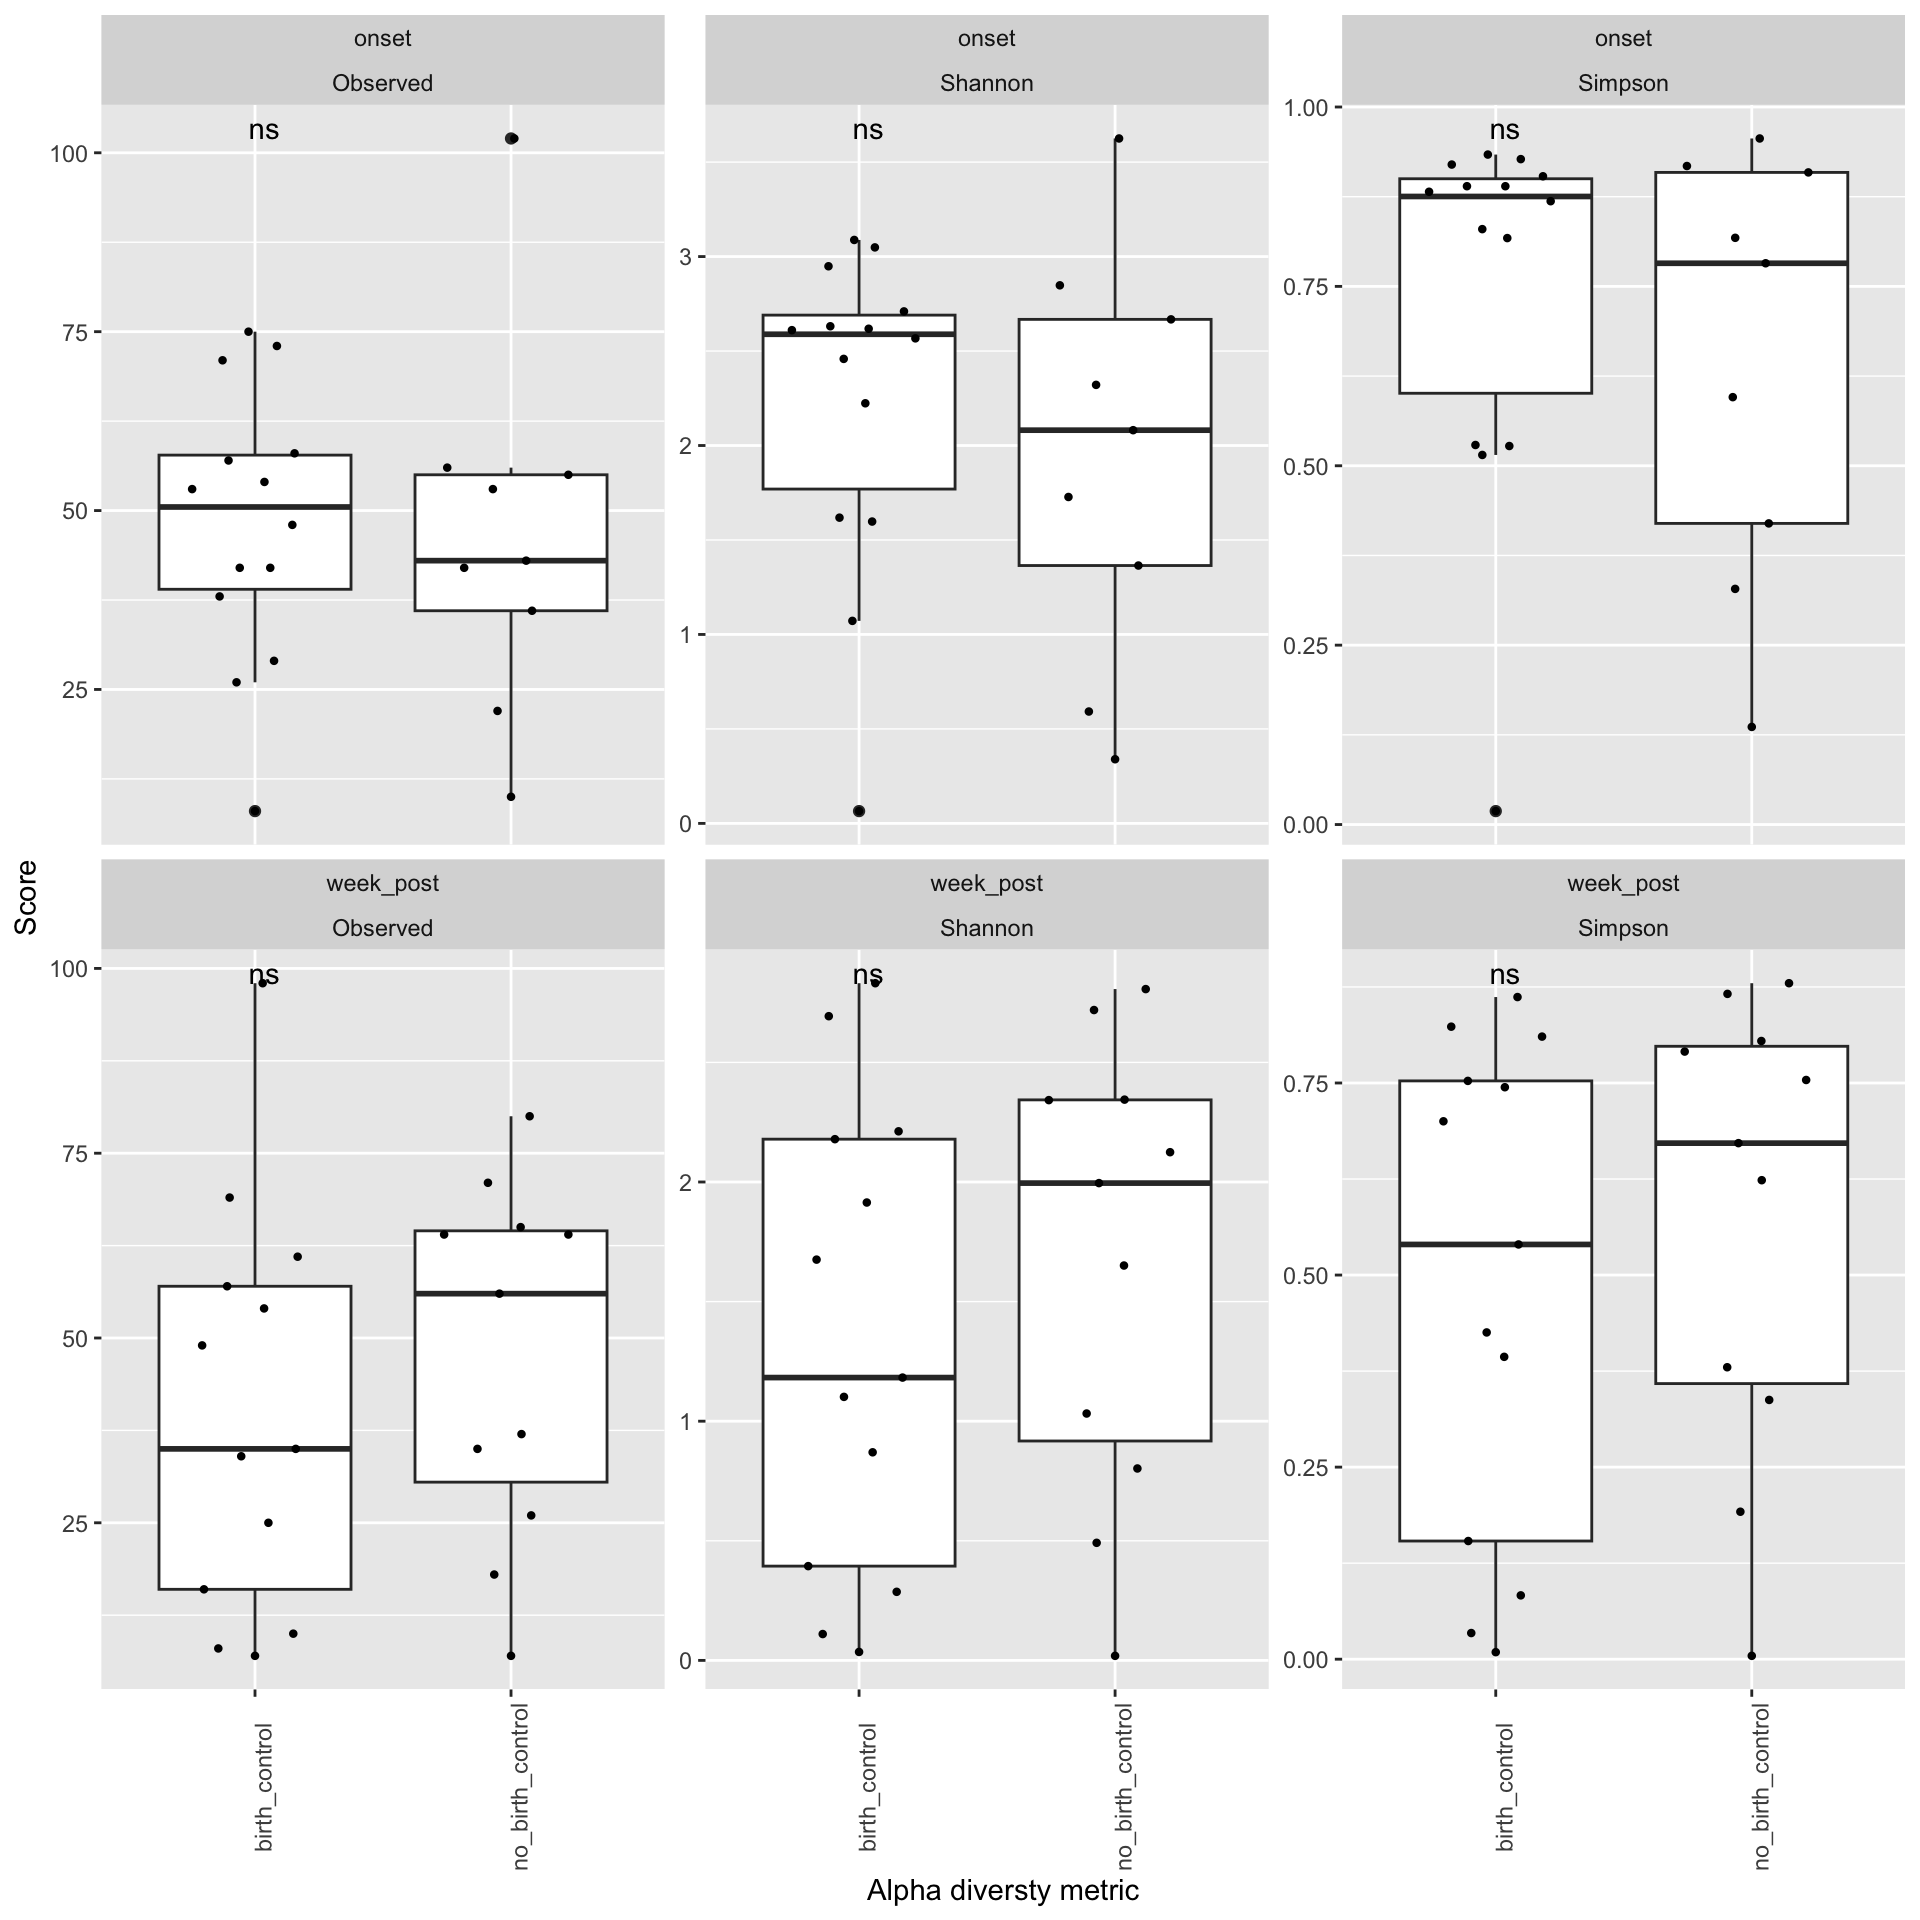 onset
Observed
onset
Shannon
onset
Simpson
ns
ns
ns
100
75
50
25
3
2
1
0
1.00
0.75
0.50
0.25
0.00
Score
week_post
Observed
week_post
Shannon
week_post
Simpson
ns
ns
ns
100
75
50
25
2
1
0
0.75
0.50
0.25
0.00
birth_control
no_birth_control
birth_control
no_birth_control
birth_control
no_birth_control
Alpha diversty metric